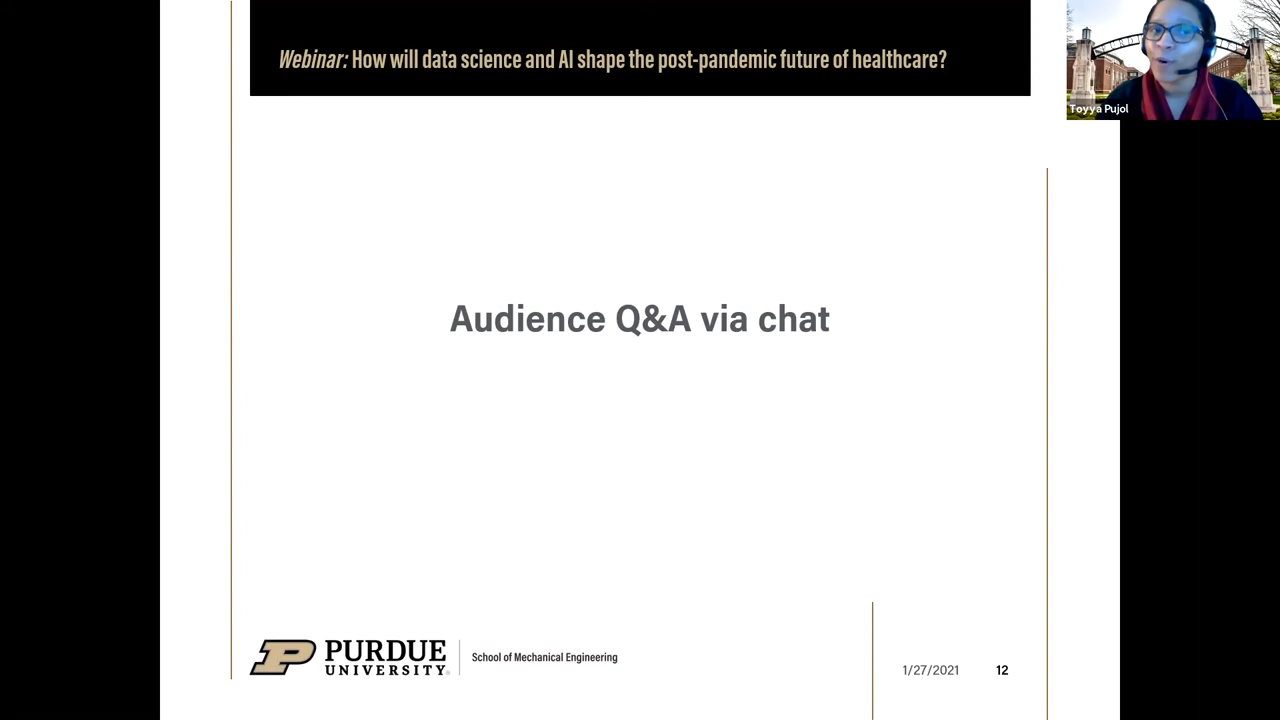 Webinar: How will data science and AI shape the post-pandemic future of healthcare?
Toyya Pujol
Audience Q&A via chat
PURDUE
UNIVERSITY®
School of Mechanical Engineering
1/27/2021
12